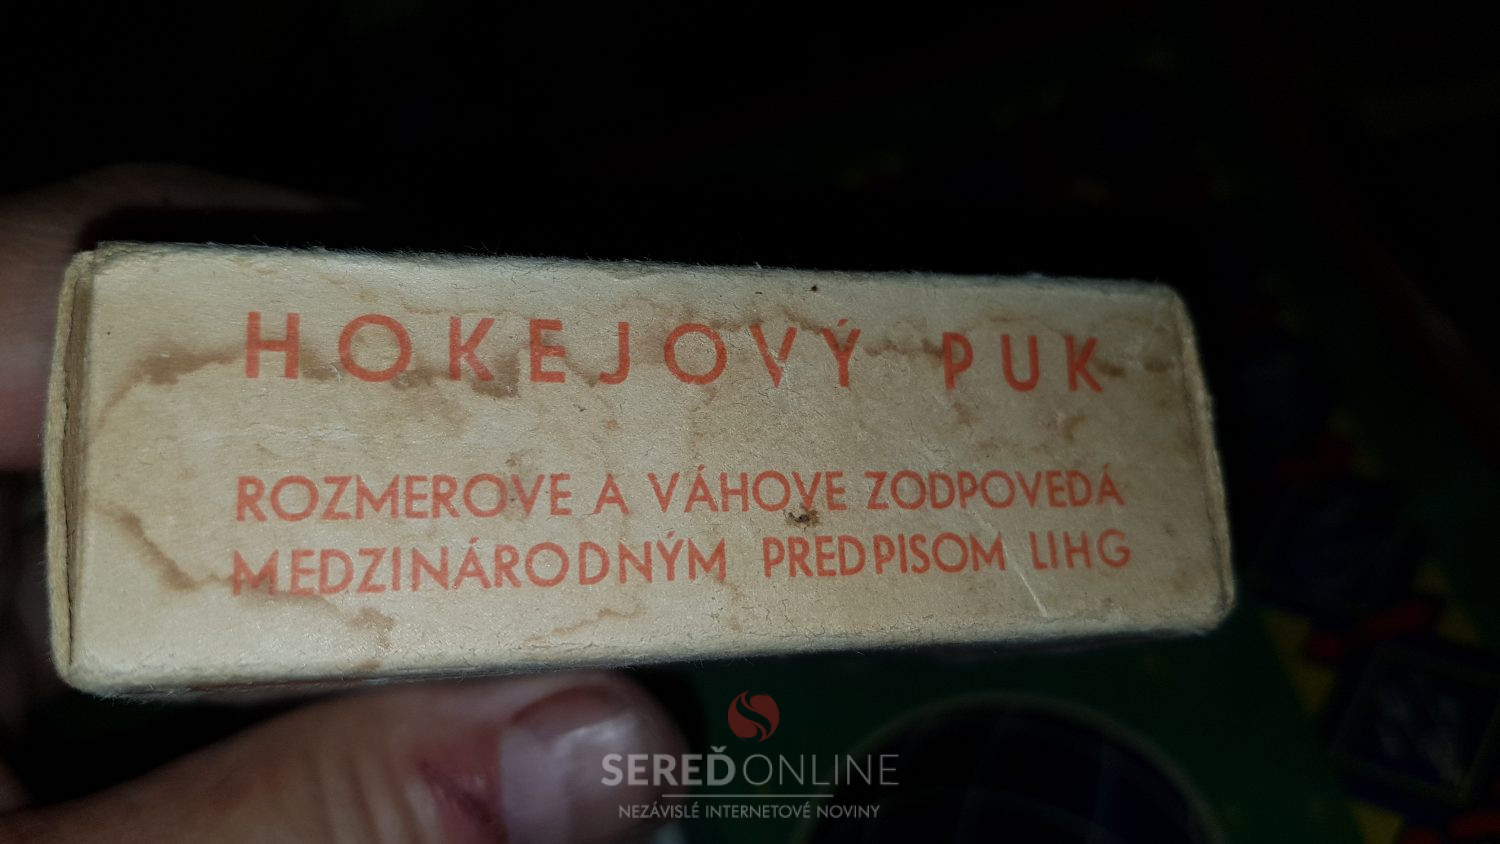 HOKEJOVÝ PUK
ROZMEROVE A VÁHOVE ZODPOVEDÁ
MEDZINÁRODNÝM PREDPISOM LIHG
SEREĎONLINE
NEZÁVISLÉ INTERNETOVÉ NOVINY